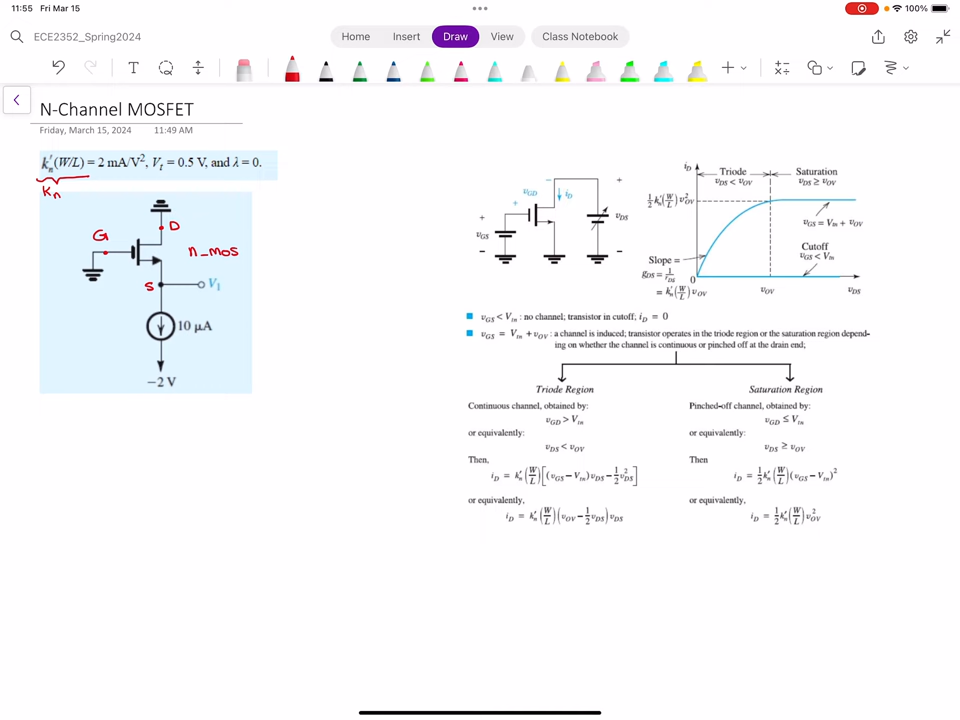 11:55 Fri Mar 15
100%
ECE2352_Spring2024
Home Insert Draw View Class Notebook
T
N-Channel MOSFET
Friday, March 15, 2024 11:49 AM
k′n(W/L) = 2 mA/V², Vt = 0.5 V, and λ = 0.
Kn
D
G
n_mos
S
V1
10 μA
−2 V
vGD
iD
vGS
vDS
+
−
+
−
+
−
iD
Triode
vDS < vOV
Saturation
vDS ≥ vOV
½ k′n(W/L) v²OV
vGS = Vtn + vOV
Cutoff
vGS < Vtn
Slope =
gDS = 1/rDS
= k′n(W/L) vOV
0
vOV
vDS
vGS < Vtn : no channel; transistor in cutoff; iD = 0
vGS = Vtn + vOV : a channel is induced; transistor operates in the triode region or the saturation region depend-
ing on whether the channel is continuous or pinched off at the drain end;
Triode Region
Continuous channel, obtained by:
vGD > Vtn
or equivalently:
vDS < vOV
Then,
iD = k′n(W/L)[(vGS − Vtn)vDS − ½v²DS]
or equivalently,
iD = k′n(W/L)(vOV − ½vDS)vDS
Saturation Region
Pinched-off channel, obtained by:
vGD ≤ Vtn
or equivalently:
vDS ≥ vOV
Then
iD = ½k′n(W/L)(vGS − Vtn)²
or equivalently,
iD = ½k′n(W/L)v²OV